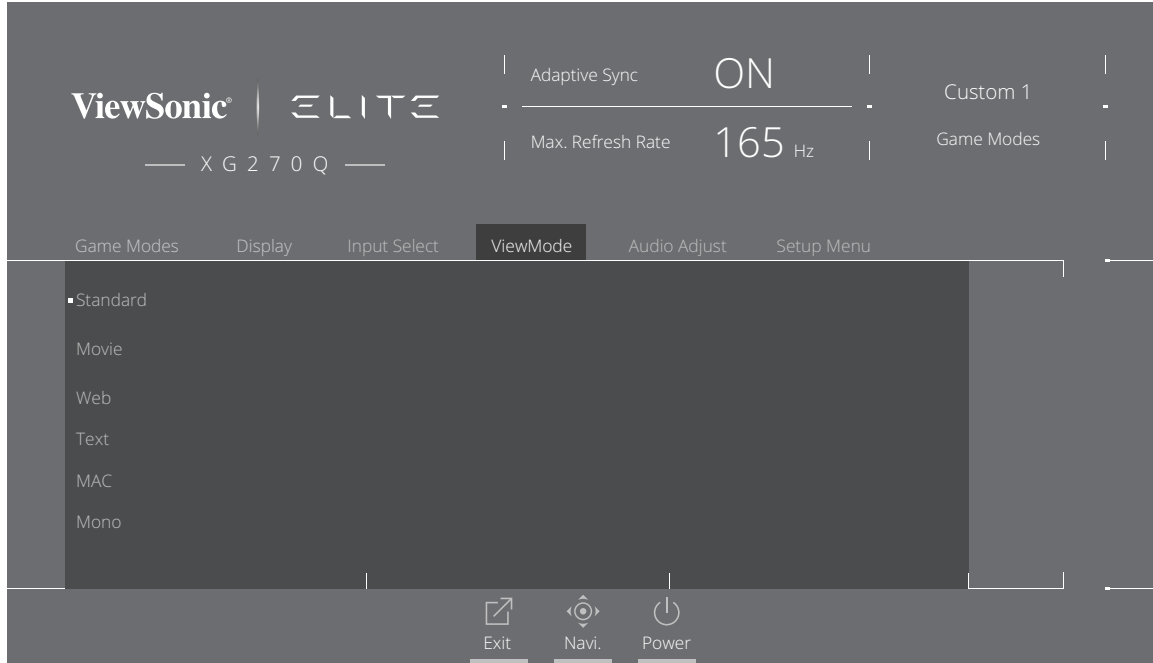 ViewSonic® ELITE
XG270Q
Adaptive Sync ON
Max. Refresh Rate 165 Hz
Custom 1
Game Modes
Game Modes Display Input Select ViewMode Audio Adjust Setup Menu
Standard
Movie
Web
Text
MAC
Mono
Exit Navi. Power